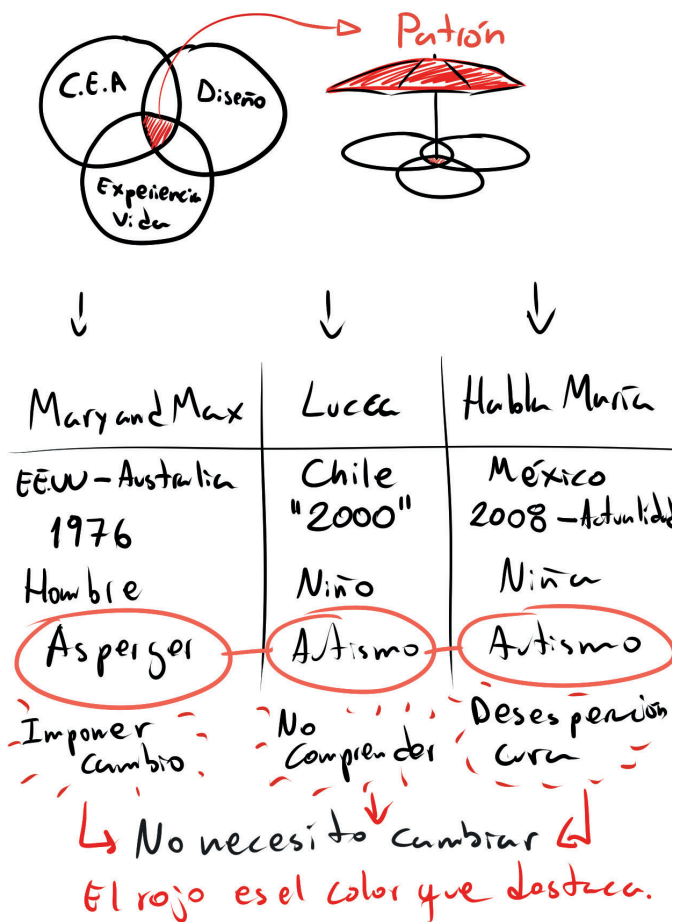 Patrón
C.E.A
Diseño
Experiencia
Vida
Mary and Max
EE.UU - Australia
1976
Hombre
Asperger
Imponer
cambio
Lucca
Chile
"2000"
Niño
Autismo
No
Comprender
Habla María
México
2008 - Actualidad
Niña
Autismo
Desesperación
cura
No necesito cambiar
El rojo es el color que destaca.